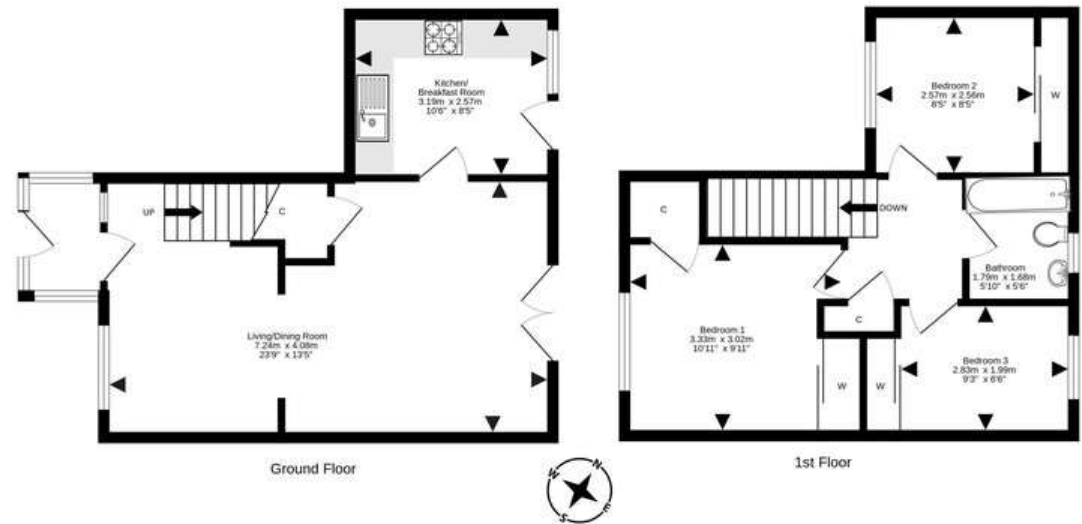 Kitchen/
Breakfast Room
3.19m x 2.57m
10'6" x 8'5"
UP
C
Living/Dining Room
7.24m x 4.08m
23'9" x 13'5"
Ground Floor
Bedroom 2
2.57m x 2.56m
8'5" x 8'5"
W
C
DOWN
Bathroom
1.79m x 1.68m
5'10" x 5'6"
Bedroom 1
3.33m x 3.02m
10'11" x 9'11"
C
Bedroom 3
2.83m x 1.99m
9'3" x 6'6"
W
W
1st Floor
N
W
E
S